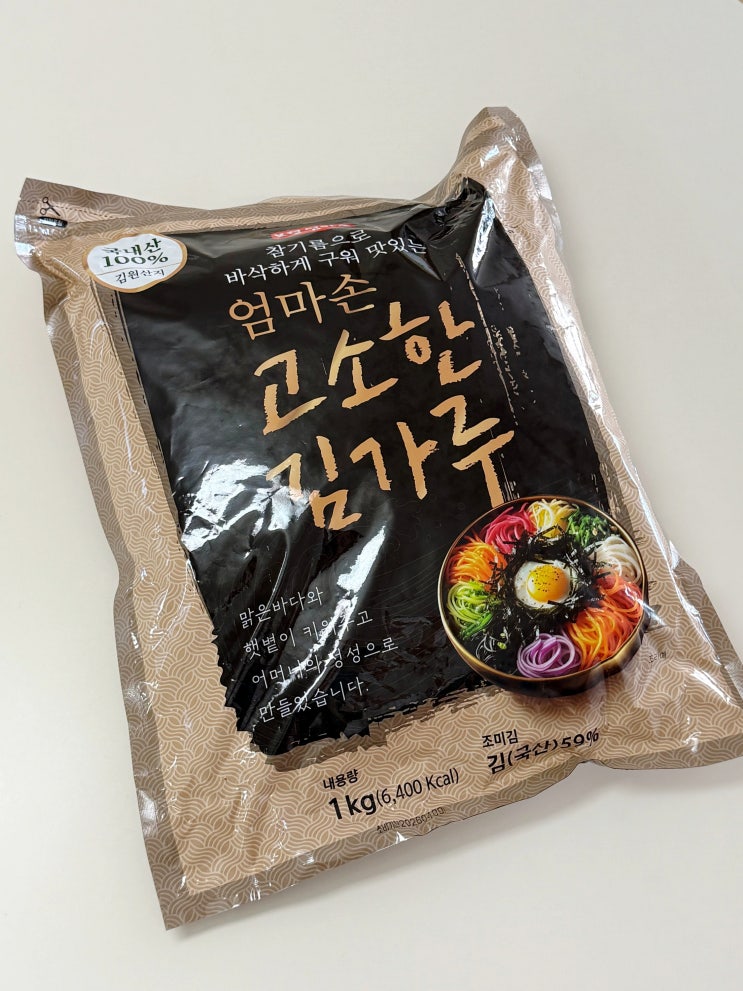 국내산
100%
김원산지
참기름으로
바삭하게 구워 맛있는
엄마손
고소한
김가루
맑은바다와
햇볕이 키워주고
어머니의 정성으로
만들었습니다.
조미김
김(국산)59%
내용량
1kg(6,400 Kcal)